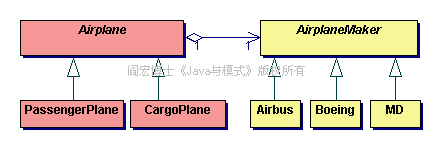 Airplane
AirplaneMaker
阎宏博士《Java与模式》版权所有
PassengerPlane
CargoPlane
Airbus
Boeing
MD